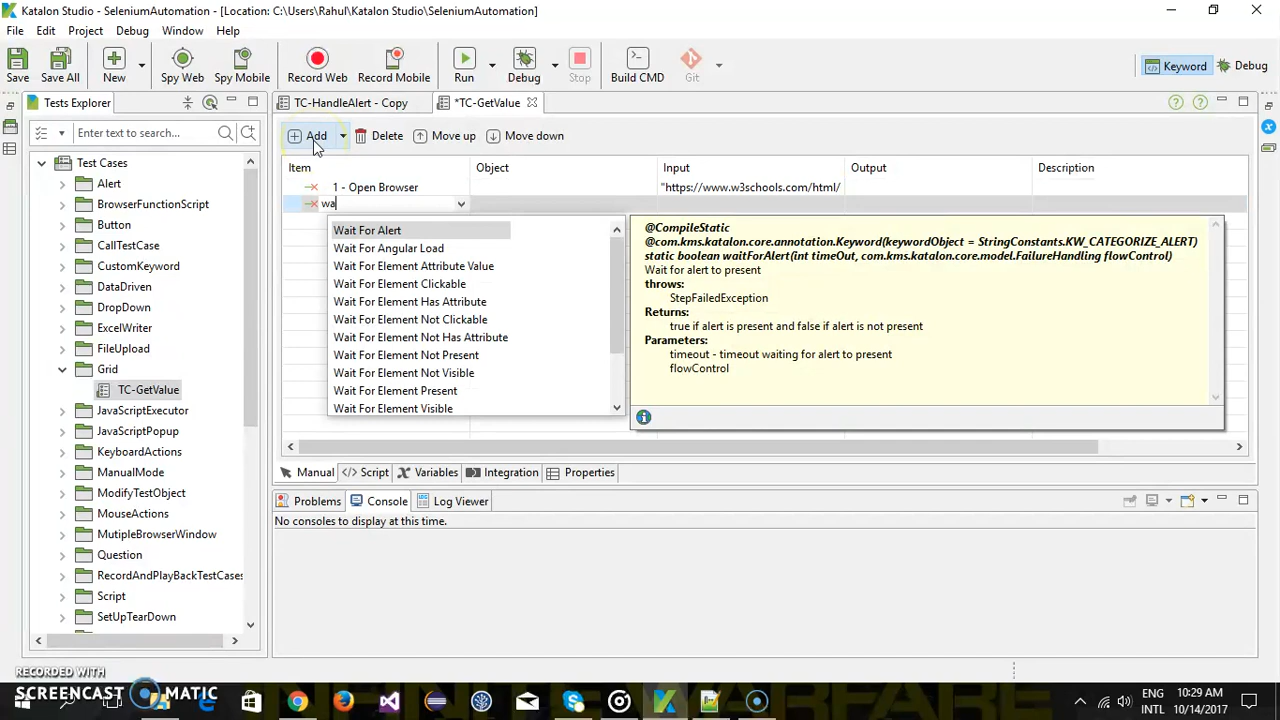 Katalon Studio - SeleniumAutomation - [Location: C:\Users\Rahul\Katalon Studio\SeleniumAutomation]
File Edit Project Debug Window Help
Save Save All New Spy Web Spy Mobile Record Web Record Mobile Run Debug Stop Build CMD Git Keyword Debug
Tests Explorer
TC-HandleAlert - Copy *TC-GetValue
Enter text to search...
Add Delete Move up Move down
Item Object Input Output Description
1 - Open Browser "https://www.w3schools.com/html/
wa
Test Cases
Alert
BrowserFunctionScript
Button
CallTestCase
CustomKeyword
DataDriven
DropDown
ExcelWriter
FileUpload
Grid
TC-GetValue
JavaScriptExecutor
JavaScriptPopup
KeyboardActions
ManualMode
ModifyTestObject
MouseActions
MutipleBrowserWindow
Question
RecordAndPlayBackTestCases
Script
SetUpTearDown
Wait For Alert
Wait For Angular Load
Wait For Element Attribute Value
Wait For Element Clickable
Wait For Element Has Attribute
Wait For Element Not Clickable
Wait For Element Not Has Attribute
Wait For Element Not Present
Wait For Element Not Visible
Wait For Element Present
Wait For Element Visible
@CompileStatic
@com.kms.katalon.core.annotation.Keyword(keywordObject = StringConstants.KW_CATEGORIZE_ALERT)
static boolean waitForAlert(int timeOut, com.kms.katalon.core.model.FailureHandling flowControl)
Wait for alert to present
throws:
StepFailedException
Returns:
true if alert is present and false if alert is not present
Parameters:
timeout - timeout waiting for alert to present
flowControl
Manual Script Variables Integration Properties
Problems Console Log Viewer
No consoles to display at this time.
RECORDED WITH
SCREENCAST MATIC
ENG
INTL
10:29 AM
10/14/2017